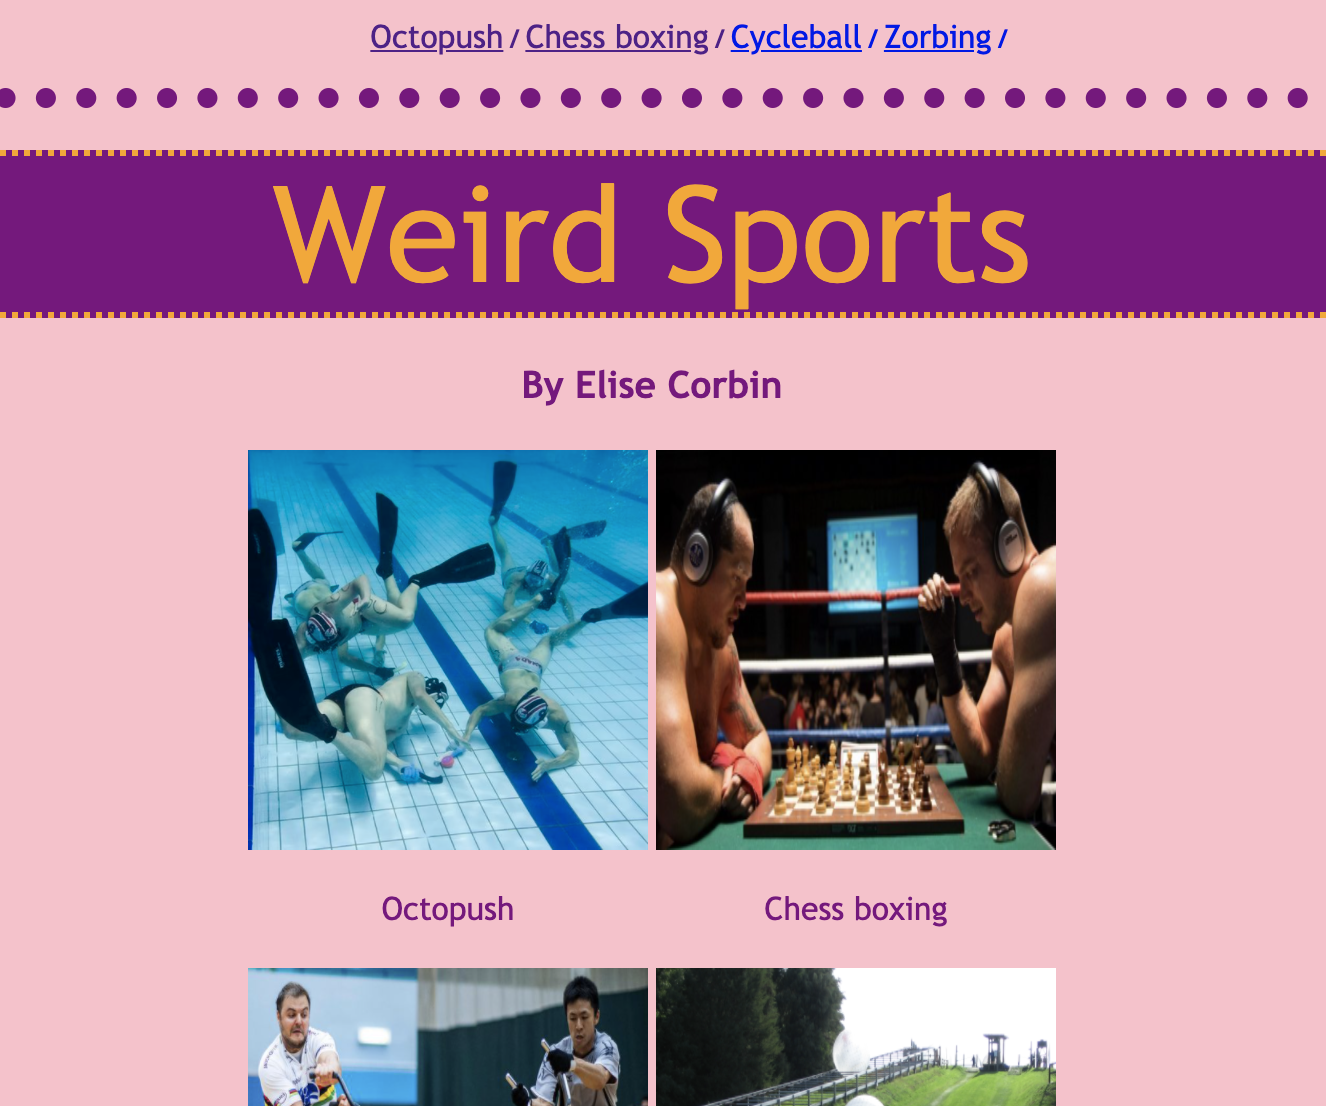 Octopush / Chess boxing / Cycleball / Zorbing /
Weird Sports
By Elise Corbin
Octopush
Chess boxing